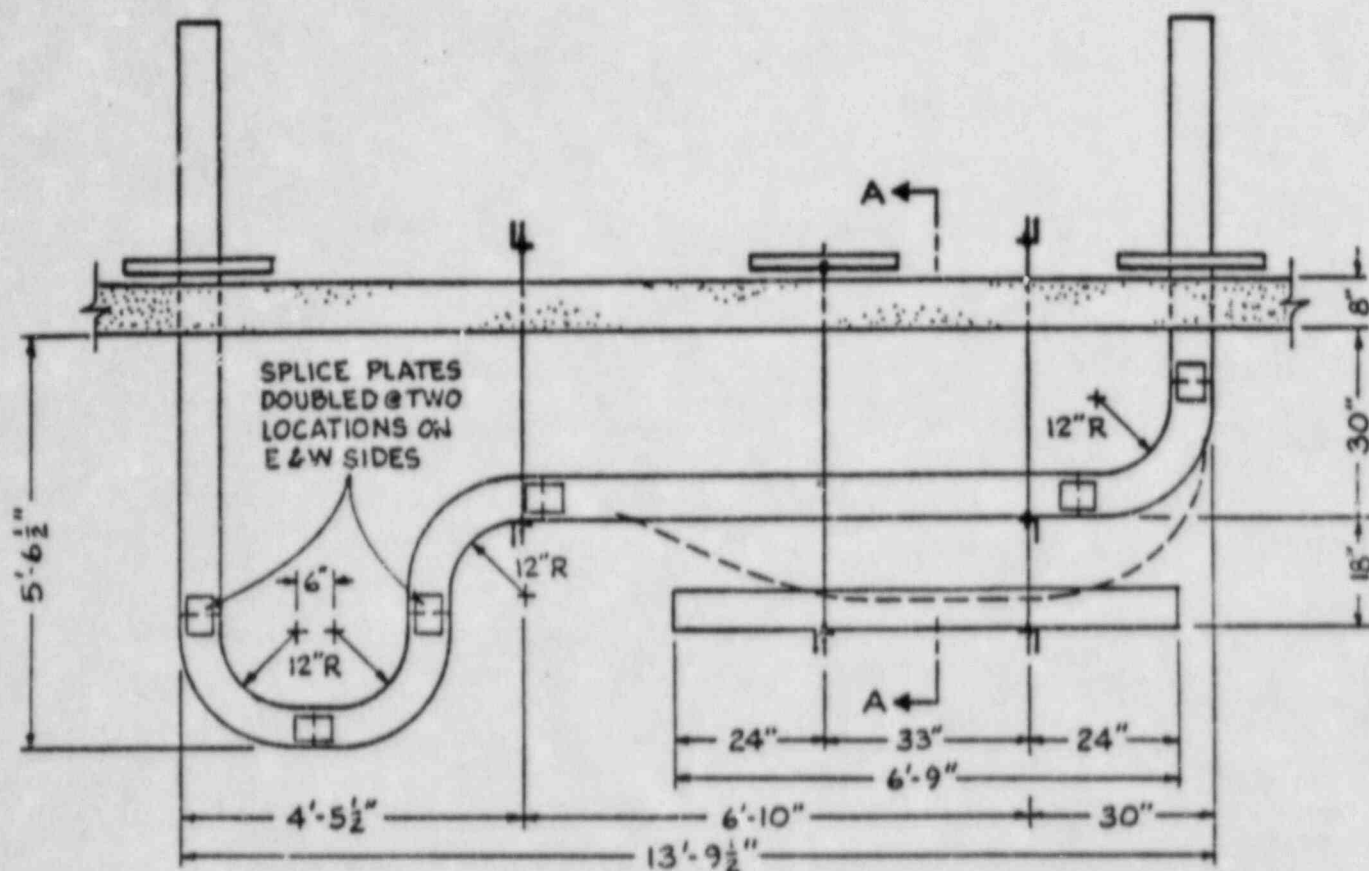 A
8"
SPLICE PLATES
DOUBLED @ TWO
LOCATIONS ON
E & W SIDES
12"R
30"
5'-6½"
6"
12"R
18"
12"R
A
24" 33" 24"
6'-9"
4'-5½" 6'-10" 30"
13'-9½"